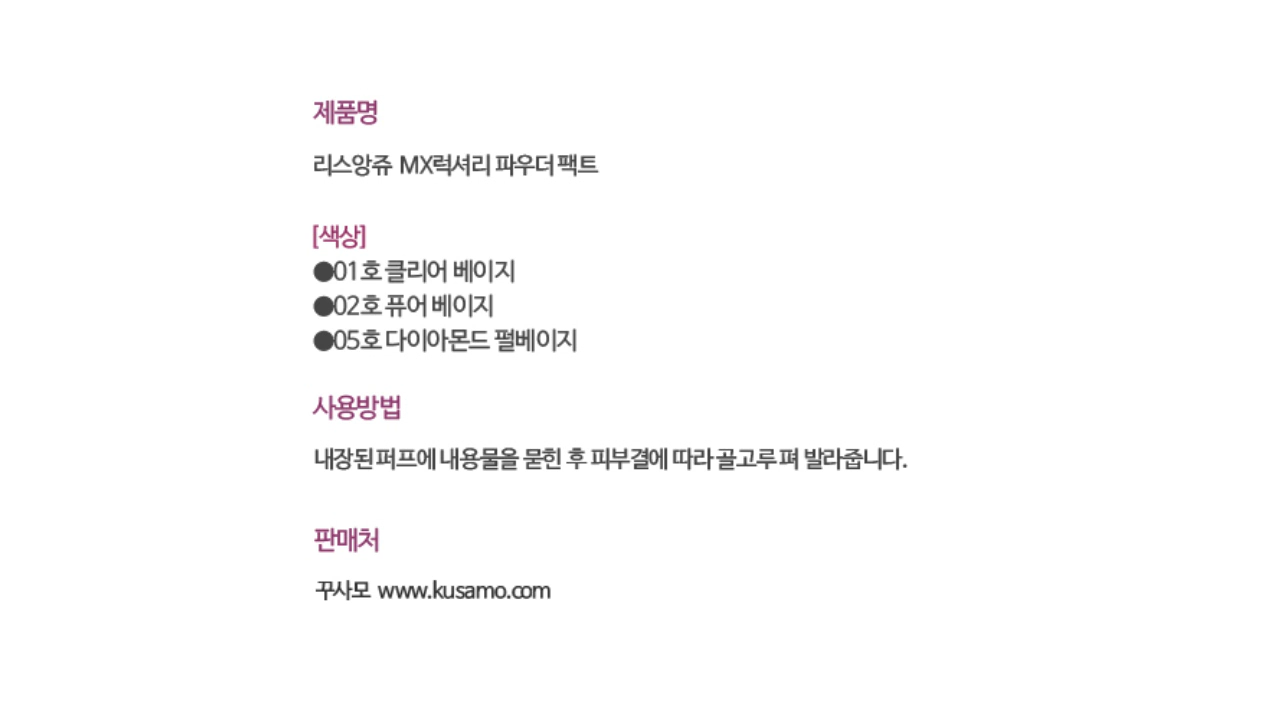 제품명
리스앙쥬 MX럭셔리 파우더 팩트
[색상]
●01호 클리어 베이지
●02호 퓨어 베이지
●05호 다이아몬드 펄베이지
사용방법
내장된 퍼프에 내용물을 묻힌 후 피부결에 따라 골고루 펴 발라줍니다.
판매처
꾸사모 www.kusamo.com